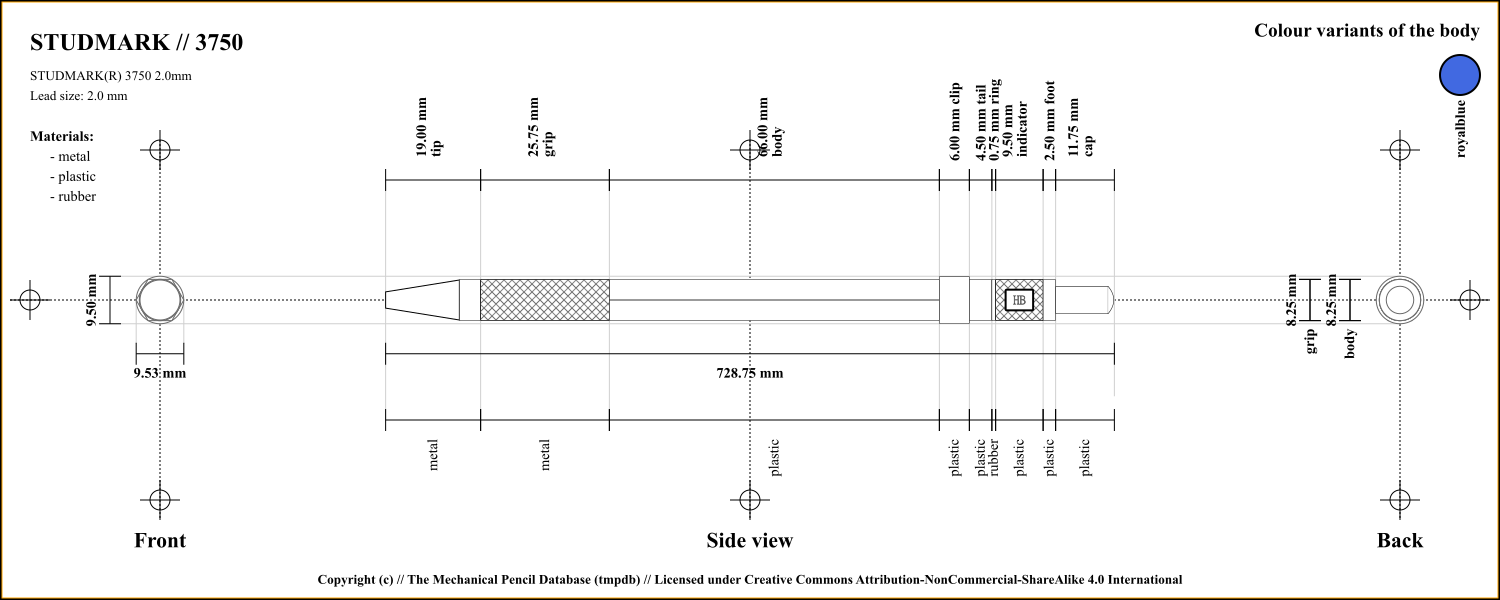 STUDMARK // 3750
Colour variants of the body
STUDMARK(R) 3750 2.0mm
Lead size: 2.0 mm
royalblue
Materials:
- metal
- plastic
- rubber
19.00 mm
tip
25.75 mm
grip
66.00 mm
body
6.00 mm clip
4.50 mm tail
0.75 mm ring
9.50 mm
indicator
2.50 mm foot
11.75 mm
cap
9.50 mm
9.53 mm
HB
728.75 mm
8.25 mm
grip
8.25 mm
body
metal
metal
plastic
plastic
plastic
rubber
plastic
plastic
plastic
Front
Side view
Back
Copyright (c) // The Mechanical Pencil Database (tmpdb) // Licensed under Creative Commons Attribution-NonCommercial-ShareAlike 4.0 International